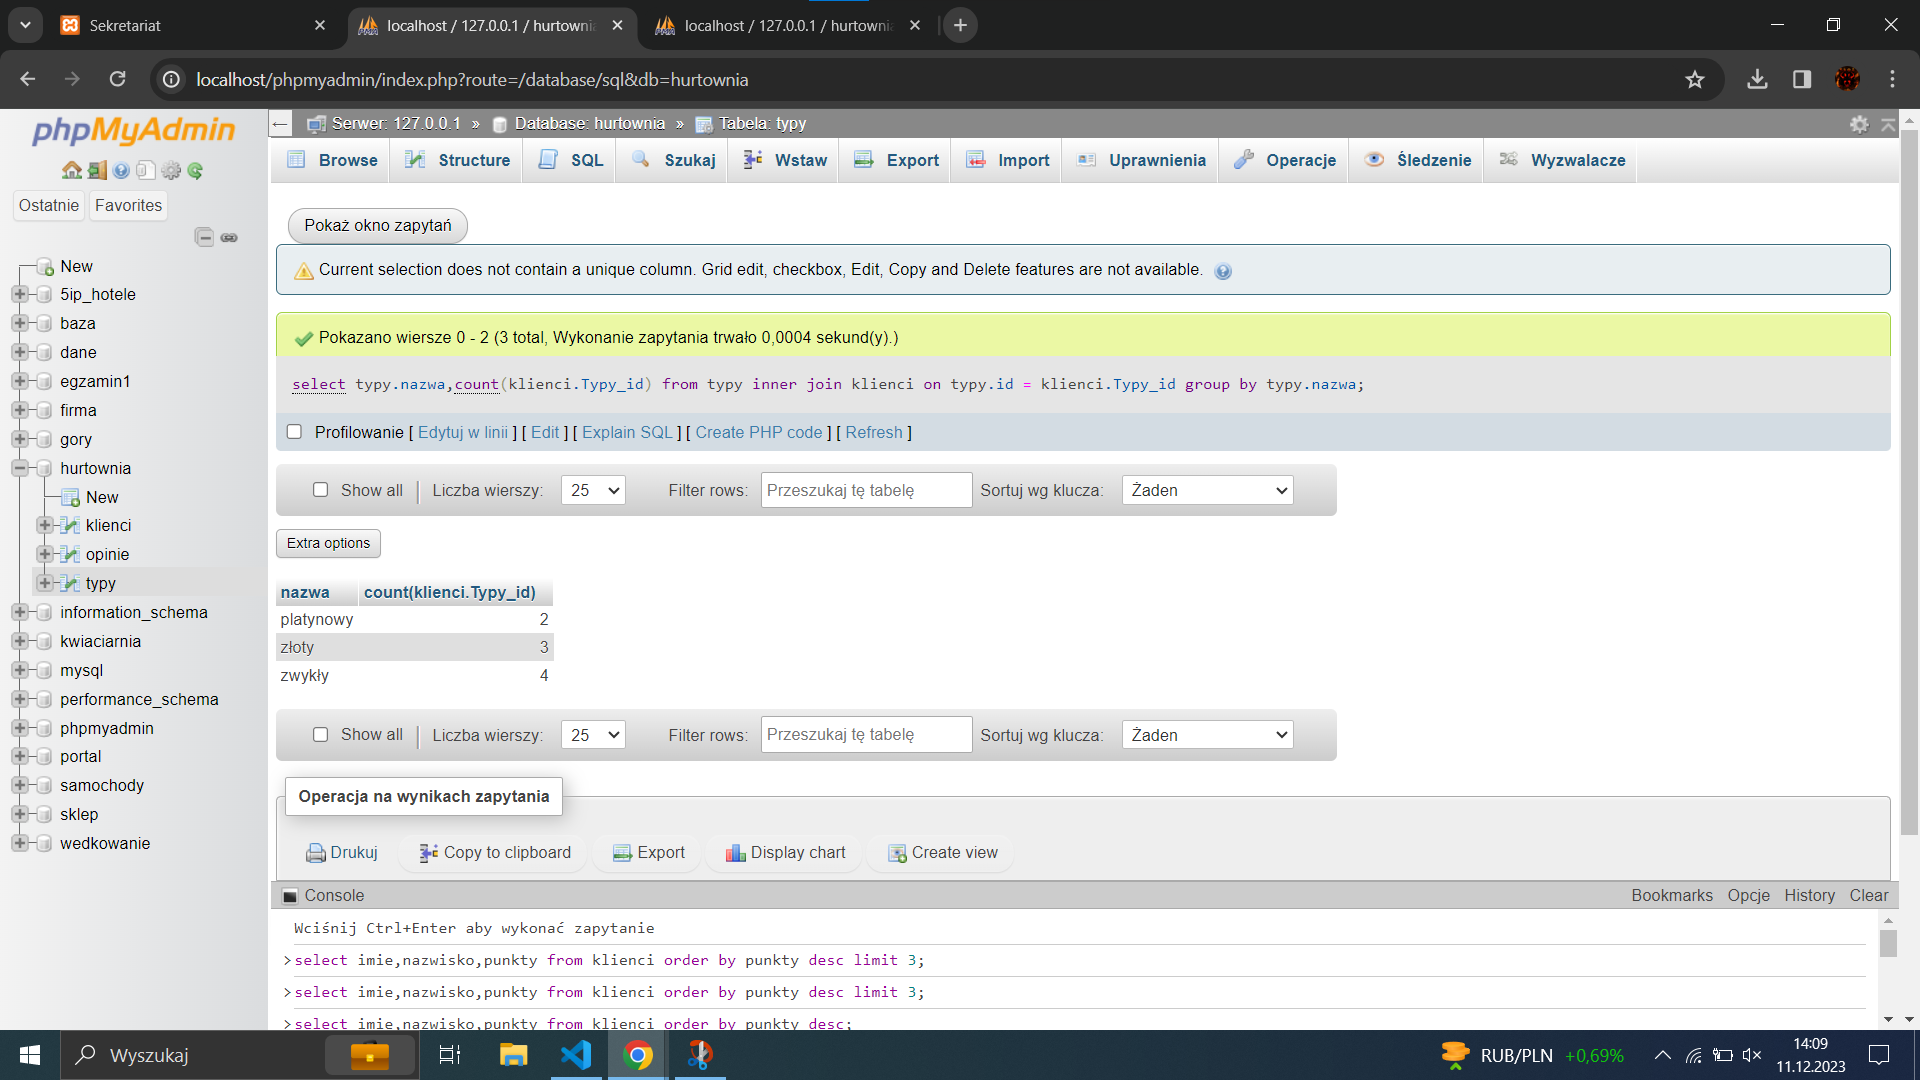 Sekretariat
localhost / 127.0.0.1 / hurtowni
localhost / 127.0.0.1 / hurtowni
localhost/phpmyadmin/index.php?route=/database/sql&db=hurtownia
phpMyAdmin
Ostatnie Favorites
New
5ip_hotele
baza
dane
egzamin1
firma
gory
hurtownia
New
klienci
opinie
typy
information_schema
kwiaciarnia
mysql
performance_schema
phpmyadmin
portal
samochody
sklep
wedkowanie
Serwer: 127.0.0.1 » Database: hurtownia » Tabela: typy
Browse Structure SQL Szukaj Wstaw Export Import Uprawnienia Operacje Śledzenie Wyzwalacze
Pokaż okno zapytań
Current selection does not contain a unique column. Grid edit, checkbox, Edit, Copy and Delete features are not available.
Pokazano wiersze 0 - 2 (3 total, Wykonanie zapytania trwało 0,0004 sekund(y).)
select typy.nazwa,count(klienci.Typy_id) from typy inner join klienci on typy.id = klienci.Typy_id group by typy.nazwa;
Profilowanie [ Edytuj w linii ] [ Edit ] [ Explain SQL ] [ Create PHP code ] [ Refresh ]
Show all | Liczba wierszy: 25 Filter rows: Przeszukaj tę tabelę Sortuj wg klucza: Żaden
Extra options
nazwa count(klienci.Typy_id)
platynowy 2
złoty 3
zwykły 4
Show all | Liczba wierszy: 25 Filter rows: Przeszukaj tę tabelę Sortuj wg klucza: Żaden
Operacja na wynikach zapytania
Drukuj Copy to clipboard Export Display chart Create view
Console Bookmarks Opcje History Clear
Wciśnij Ctrl+Enter aby wykonać zapytanie
>select imie,nazwisko,punkty from klienci order by punkty desc limit 3;
>select imie,nazwisko,punkty from klienci order by punkty desc limit 3;
>select imie,nazwisko,punkty from klienci order by punkty desc;
Wyszukaj
RUB/PLN +0,69%
14:09
11.12.2023